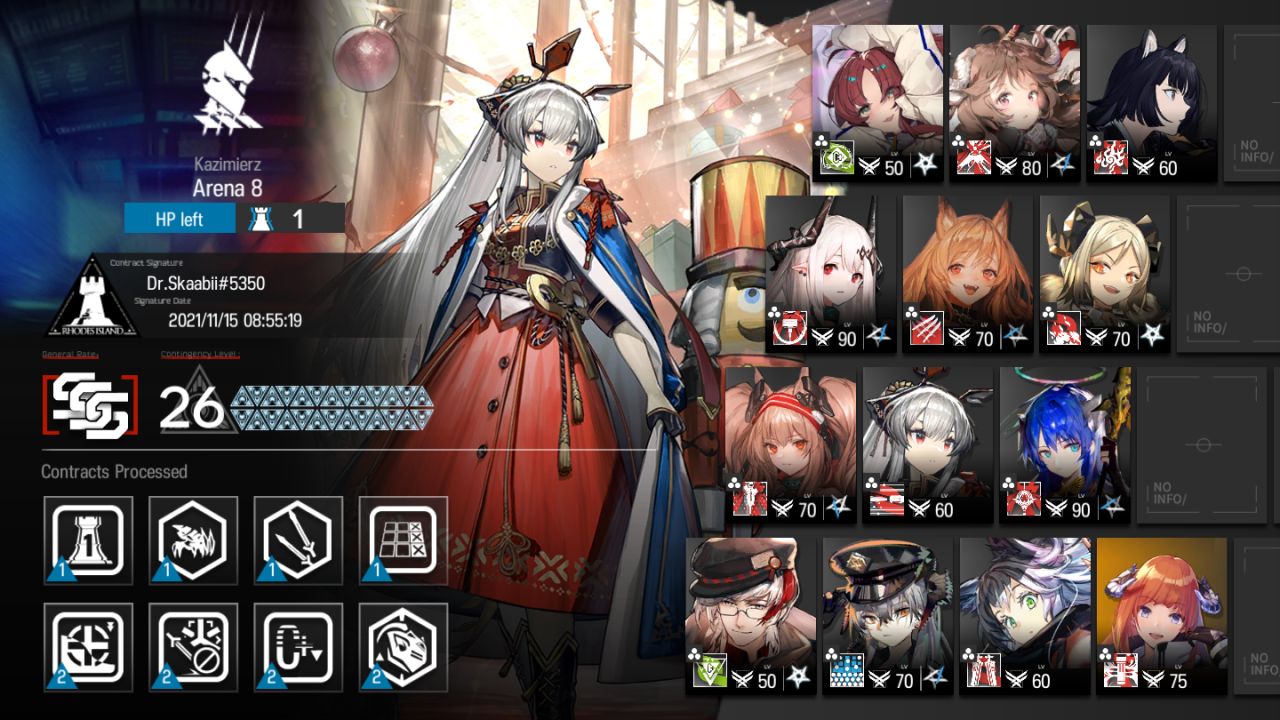 Kazimierz
Arena 8
HP left 1
Contract Signature
Dr.Skaabii#5350
Signature Date
2021/11/15 08:55:19
RHODES ISLAND
General Rate:
Contingency Level:
26
Contracts Processed
1
1 1 1 1
2 2 2 2
LV 50
LV 80
LV 60
NO
INFO/
LV 90
LV 70
LV 70
NO
INFO/
LV 70
LV 60
LV 90
NO
INFO/
LV 50
LV 70
LV 60
LV 75
NO
INFO